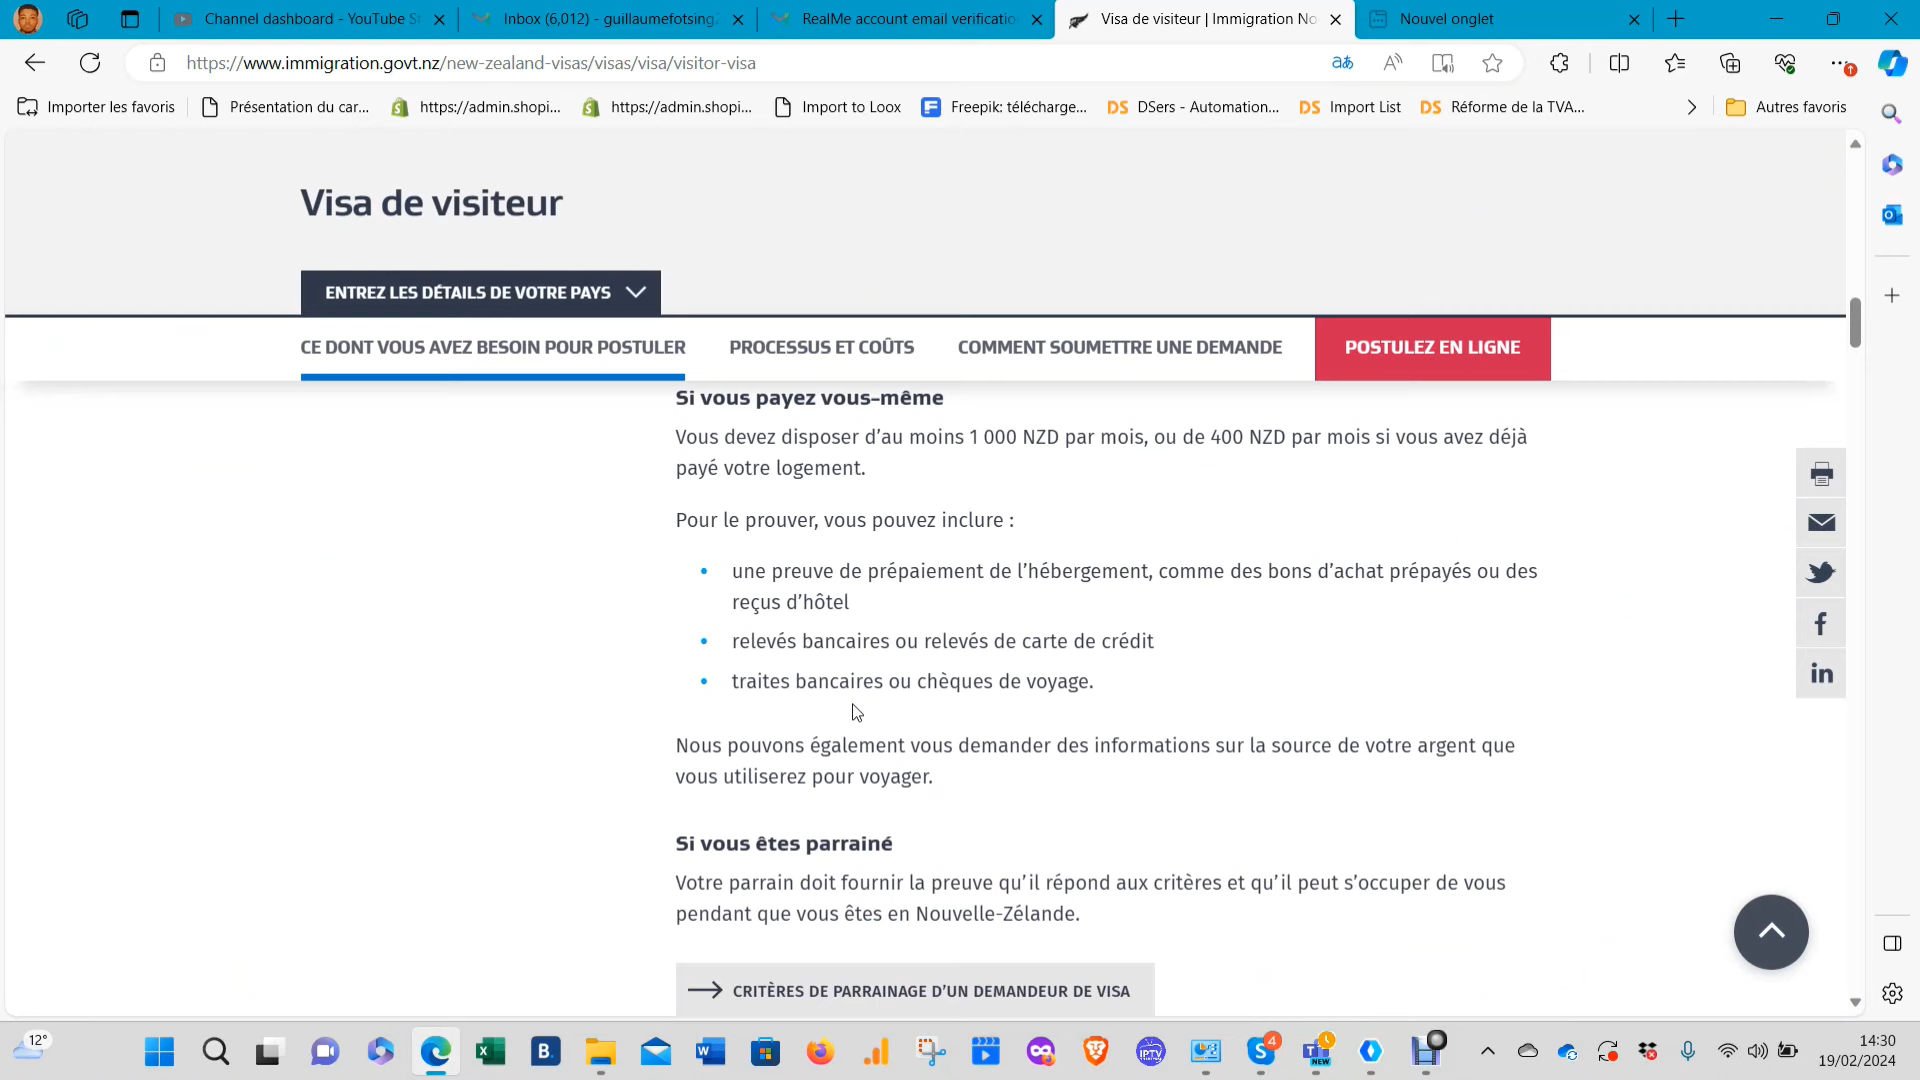 Channel dashboard - YouTube St
Inbox (6,012) - guillaumefotsing
RealMe account email verificatio
Visa de visiteur | Immigration No
Nouvel onglet
https://www.immigration.govt.nz/new-zealand-visas/visas/visa/visitor-visa
Importer les favoris
Présentation du car...
https://admin.shopi...
https://admin.shopi...
Import to Loox
Freepik: télécharge...
DS DSers - Automation...
DS Import List
DS Réforme de la TVA...
Autres favoris
Visa de visiteur
ENTREZ LES DÉTAILS DE VOTRE PAYS
CE DONT VOUS AVEZ BESOIN POUR POSTULER
PROCESSUS ET COÛTS
COMMENT SOUMETTRE UNE DEMANDE
POSTULEZ EN LIGNE
Si vous payez vous-même
Vous devez disposer d'au moins 1 000 NZD par mois, ou de 400 NZD par mois si vous avez déjà
payé votre logement.
Pour le prouver, vous pouvez inclure :
• une preuve de prépaiement de l'hébergement, comme des bons d'achat prépayés ou des
reçus d'hôtel
• relevés bancaires ou relevés de carte de crédit
• traites bancaires ou chèques de voyage.
Nous pouvons également vous demander des informations sur la source de votre argent que
vous utiliserez pour voyager.
Si vous êtes parrainé
Votre parrain doit fournir la preuve qu'il répond aux critères et qu'il peut s'occuper de vous
pendant que vous êtes en Nouvelle-Zélande.
CRITÈRES DE PARRAINAGE D'UN DEMANDEUR DE VISA
12°
B.
IPTV
4
NEW
14:30
19/02/2024